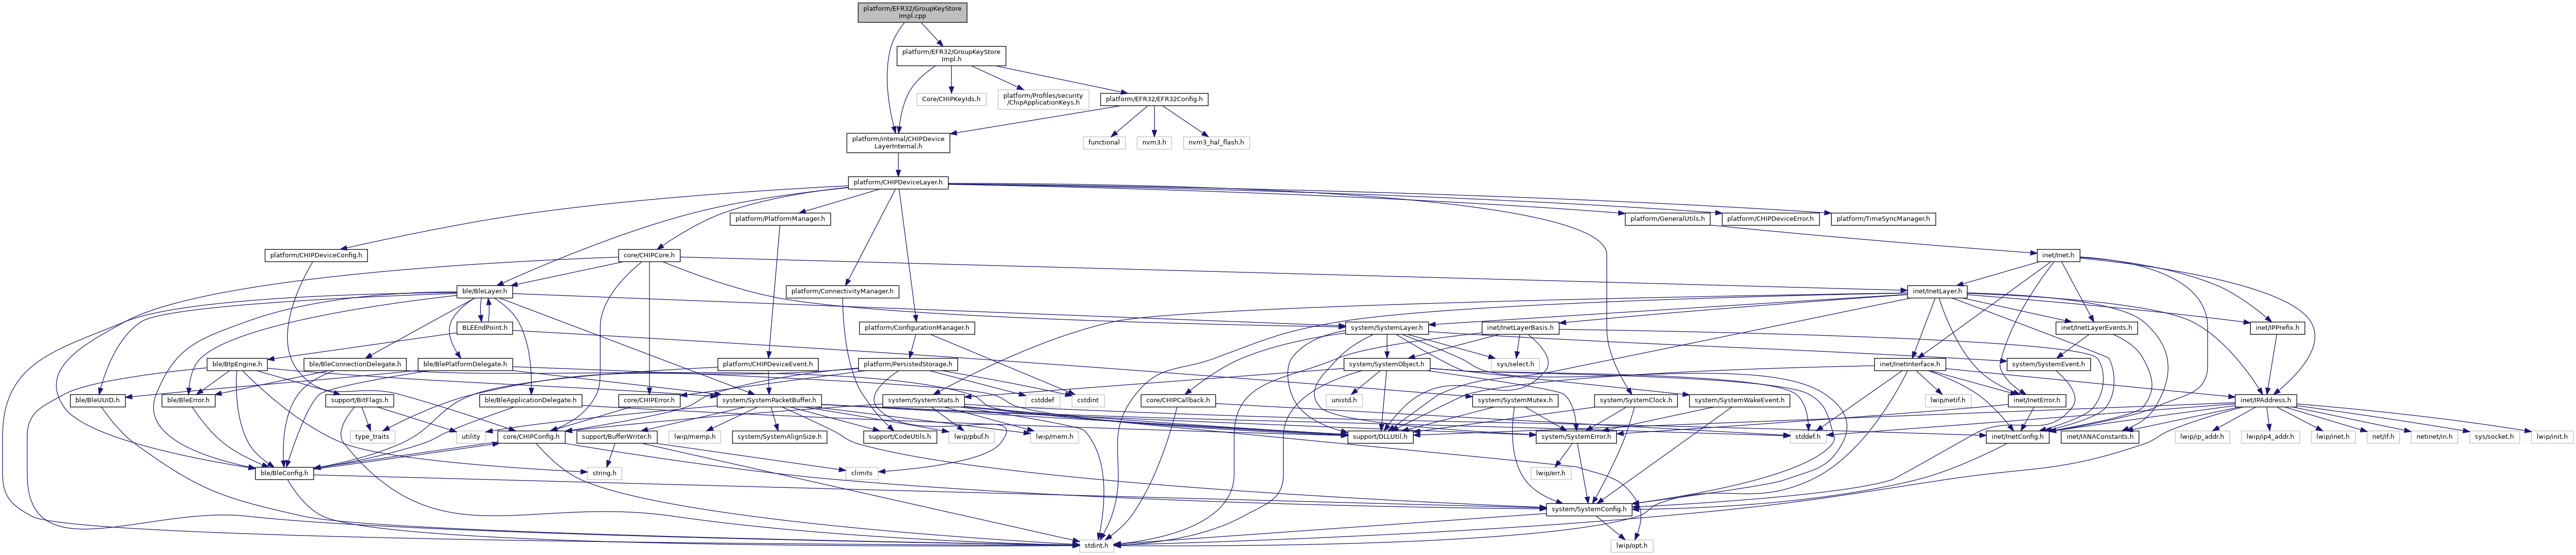 platform/EFR32/GroupKeyStore
Impl.cpp
platform/EFR32/GroupKeyStore
Impl.h
Core/CHIPKeyIds.h
platform/Profiles/security
/ChipApplicationKeys.h
platform/EFR32/EFR32Config.h
platform/internal/CHIPDevice
LayerInternal.h
functional
nvm3.h
nvm3_hal_flash.h
platform/CHIPDeviceLayer.h
platform/PlatformManager.h
platform/GeneralUtils.h
platform/CHIPDeviceError.h
platform/TimeSyncManager.h
platform/CHIPDeviceConfig.h
core/CHIPCore.h
inet/Inet.h
ble/BleLayer.h
platform/ConnectivityManager.h
inet/InetLayer.h
BLEEndPoint.h
platform/ConfigurationManager.h
system/SystemLayer.h
inet/InetLayerBasis.h
inet/InetLayerEvents.h
inet/IPPrefix.h
ble/BtpEngine.h
ble/BleConnectionDelegate.h
ble/BlePlatformDelegate.h
platform/CHIPDeviceEvent.h
platform/PersistedStorage.h
system/SystemObject.h
sys/select.h
inet/InetInterface.h
system/SystemEvent.h
ble/BleUUID.h
ble/BleError.h
support/BitFlags.h
ble/BleApplicationDelegate.h
core/CHIPError.h
system/SystemPacketBuffer.h
system/SystemStats.h
cstddef
cstdint
core/CHIPCallback.h
unistd.h
system/SystemMutex.h
system/SystemClock.h
system/SystemWakeEvent.h
lwip/netif.h
inet/InetError.h
inet/IPAddress.h
type_traits
utility
core/CHIPConfig.h
support/BufferWriter.h
lwip/memp.h
system/SystemAlignSize.h
support/CodeUtils.h
lwip/pbuf.h
lwip/mem.h
support/DLLUtil.h
system/SystemError.h
stddef.h
inet/InetConfig.h
inet/IANAConstants.h
lwip/ip_addr.h
lwip/ip4_addr.h
lwip/inet.h
net/if.h
netinet/in.h
sys/socket.h
lwip/init.h
ble/BleConfig.h
string.h
climits
lwip/err.h
system/SystemConfig.h
stdint.h
lwip/opt.h